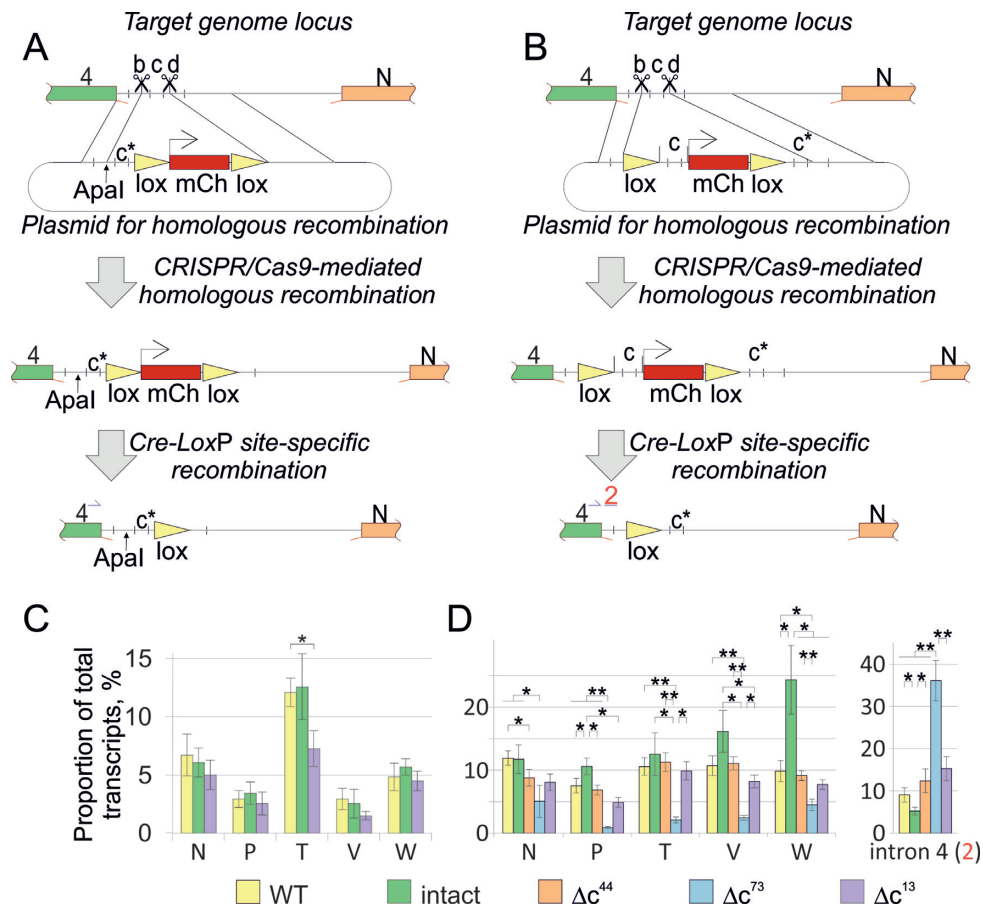 Target genome locus
A
b c d
4
N
c*
ApaI
lox
mCh
lox
Plasmid for homologous recombination
CRISPR/Cas9-mediated
homologous recombination
4
c*
N
ApaI
lox
mCh
lox
Cre-LoxP site-specific
recombination
4
c*
N
ApaI
lox
Target genome locus
B
b c d
4
N
c
c*
lox
mCh
lox
Plasmid for homologous recombination
CRISPR/Cas9-mediated
homologous recombination
4
c
c*
N
lox
mCh
lox
Cre-LoxP site-specific
recombination
2
4
c*
N
lox
C
Proportion of total
transcripts, %
15
10
5
0
*
N P T V W
D
20
10
0
*
*
**
*
* *
**
**
* *
**
**
*
* *
*
* *
**
N P T V W
40
30
20
10
0
**
**
* *
intron 4 (2)
WT
intact
Δc⁴⁴
Δc⁷³
Δc¹³